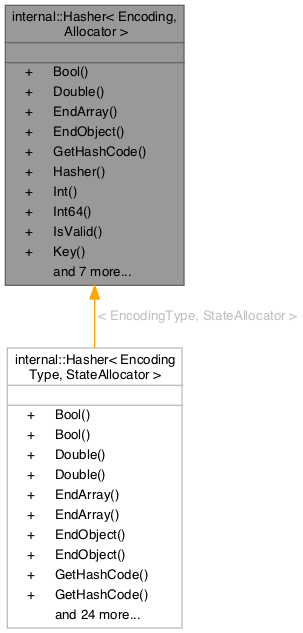 internal::Hasher< Encoding,
Allocator >
+ Bool()
+ Double()
+ EndArray()
+ EndObject()
+ GetHashCode()
+ Hasher()
+ Int()
+ Int64()
+ IsValid()
+ Key()
and 7 more...
< EncodingType, StateAllocator >
internal::Hasher< Encoding
Type, StateAllocator >
+ Bool()
+ Bool()
+ Double()
+ Double()
+ EndArray()
+ EndArray()
+ EndObject()
+ EndObject()
+ GetHashCode()
+ GetHashCode()
and 24 more...